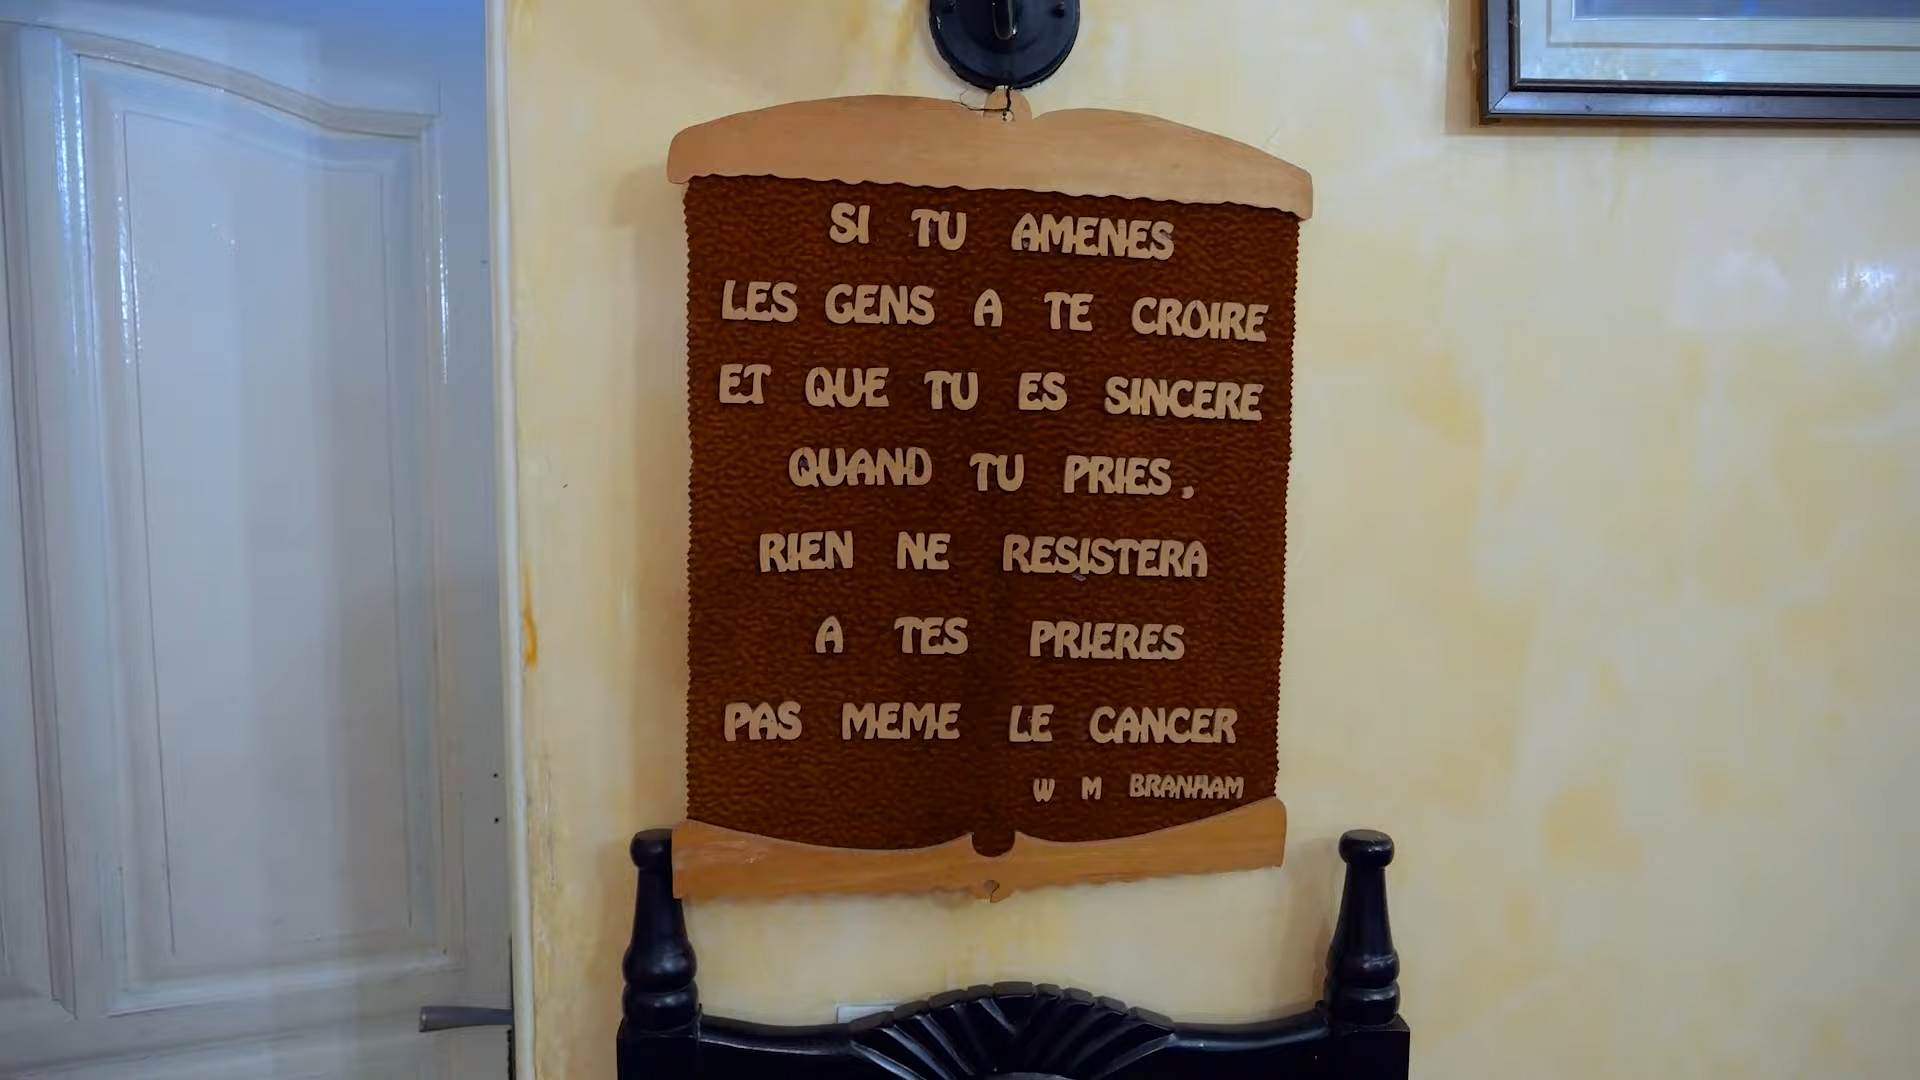 SI TU AMENES
LES GENS A TE CROIRE
ET QUE TU ES SINCERE
QUAND TU PRIES,
RIEN NE RESISTERA
A TES PRIERES
PAS MEME LE CANCER
W M BRANHAM